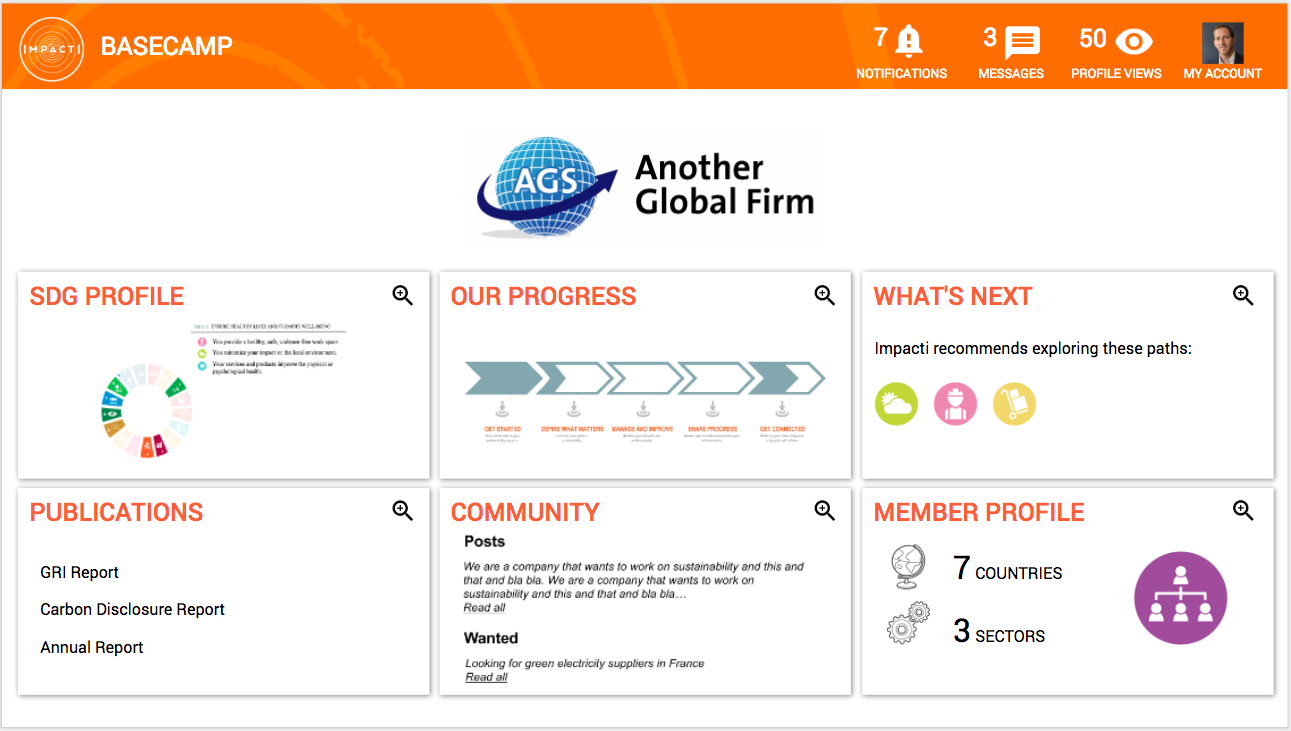 IMPACTI
BASECAMP
7
NOTIFICATIONS
3
MESSAGES
50
PROFILE VIEWS
MY ACCOUNT
AGS
Another
Global Firm
SDG PROFILE
ENSURE HEALTHY LIVES AND PROMOTE WELL-BEING
You provide a healthy, safe, violence-free work space.
You minimize your impact on the local environment.
Your services and products improve the physical or
psychological health.
OUR PROGRESS
GET STARTED
DEFINE WHAT MATTERS
MANAGE AND IMPROVE
SHARE PROGRESS
GET CONNECTED
WHAT'S NEXT
Impacti recommends exploring these paths:
PUBLICATIONS
GRI Report
Carbon Disclosure Report
Annual Report
COMMUNITY
Posts
We are a company that wants to work on sustainability and this and
that and bla bla. We are a company that wants to work on
sustainability and this and that and bla bla…
Read all
Wanted
Looking for green electricity suppliers in France
Read all
MEMBER PROFILE
7 COUNTRIES
3 SECTORS